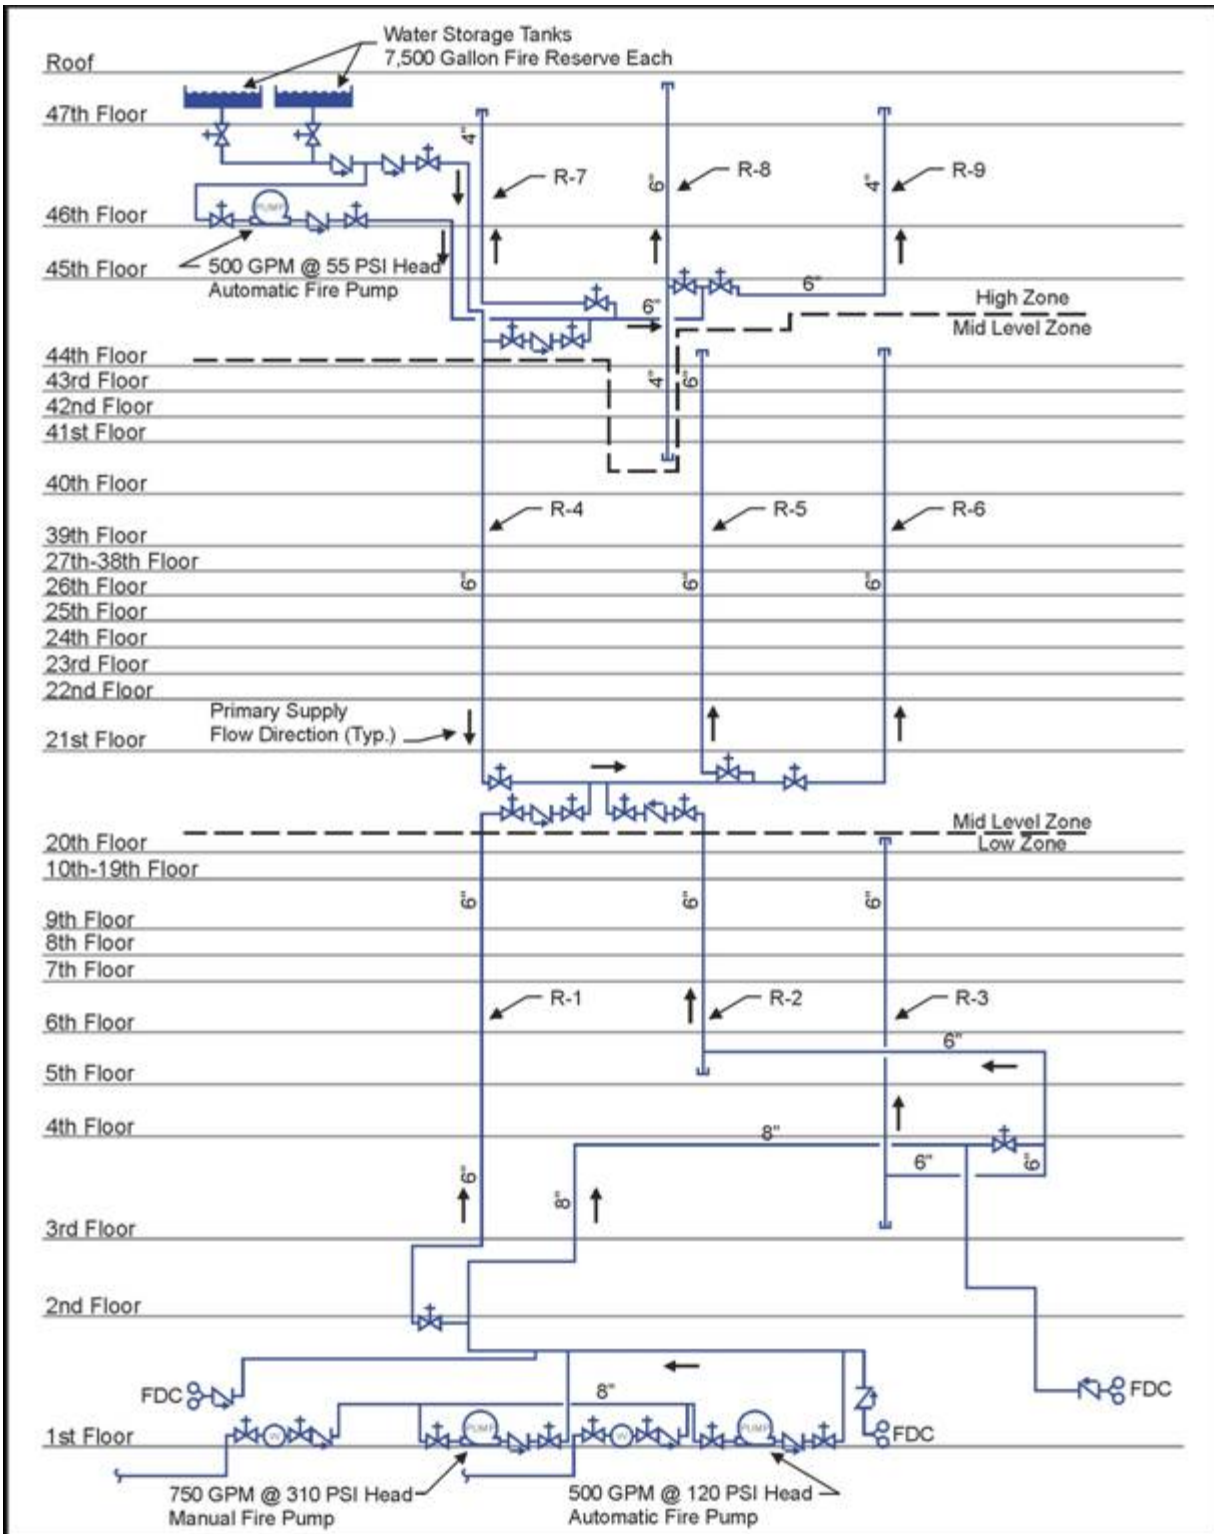 Water Storage Tanks
7,500 Gallon Fire Reserve Each
Roof
47th Floor
4"
R-7
6"
R-8
4"
R-9
PUMP
46th Floor
45th Floor
500 GPM @ 55 PSI Head
Automatic Fire Pump
6"
6"
High Zone
Mid Level Zone
44th Floor
43rd Floor
4"
6"
42nd Floor
41st Floor
40th Floor
R-4
R-5
R-6
39th Floor
27th-38th Floor
26th Floor
6"
6"
6"
25th Floor
24th Floor
23rd Floor
22nd Floor
Primary Supply
Flow Direction (Typ.)
21st Floor
Mid Level Zone
Low Zone
20th Floor
10th-19th Floor
6"
6"
6"
9th Floor
8th Floor
7th Floor
R-1
R-2
R-3
6th Floor
6"
5th Floor
4th Floor
8"
6"
6"
6"
8"
3rd Floor
2nd Floor
FDC
8"
FDC
FDC
1st Floor
W
PUMP
W
PUMP
750 GPM @ 310 PSI Head
Manual Fire Pump
500 GPM @ 120 PSI Head
Automatic Fire Pump